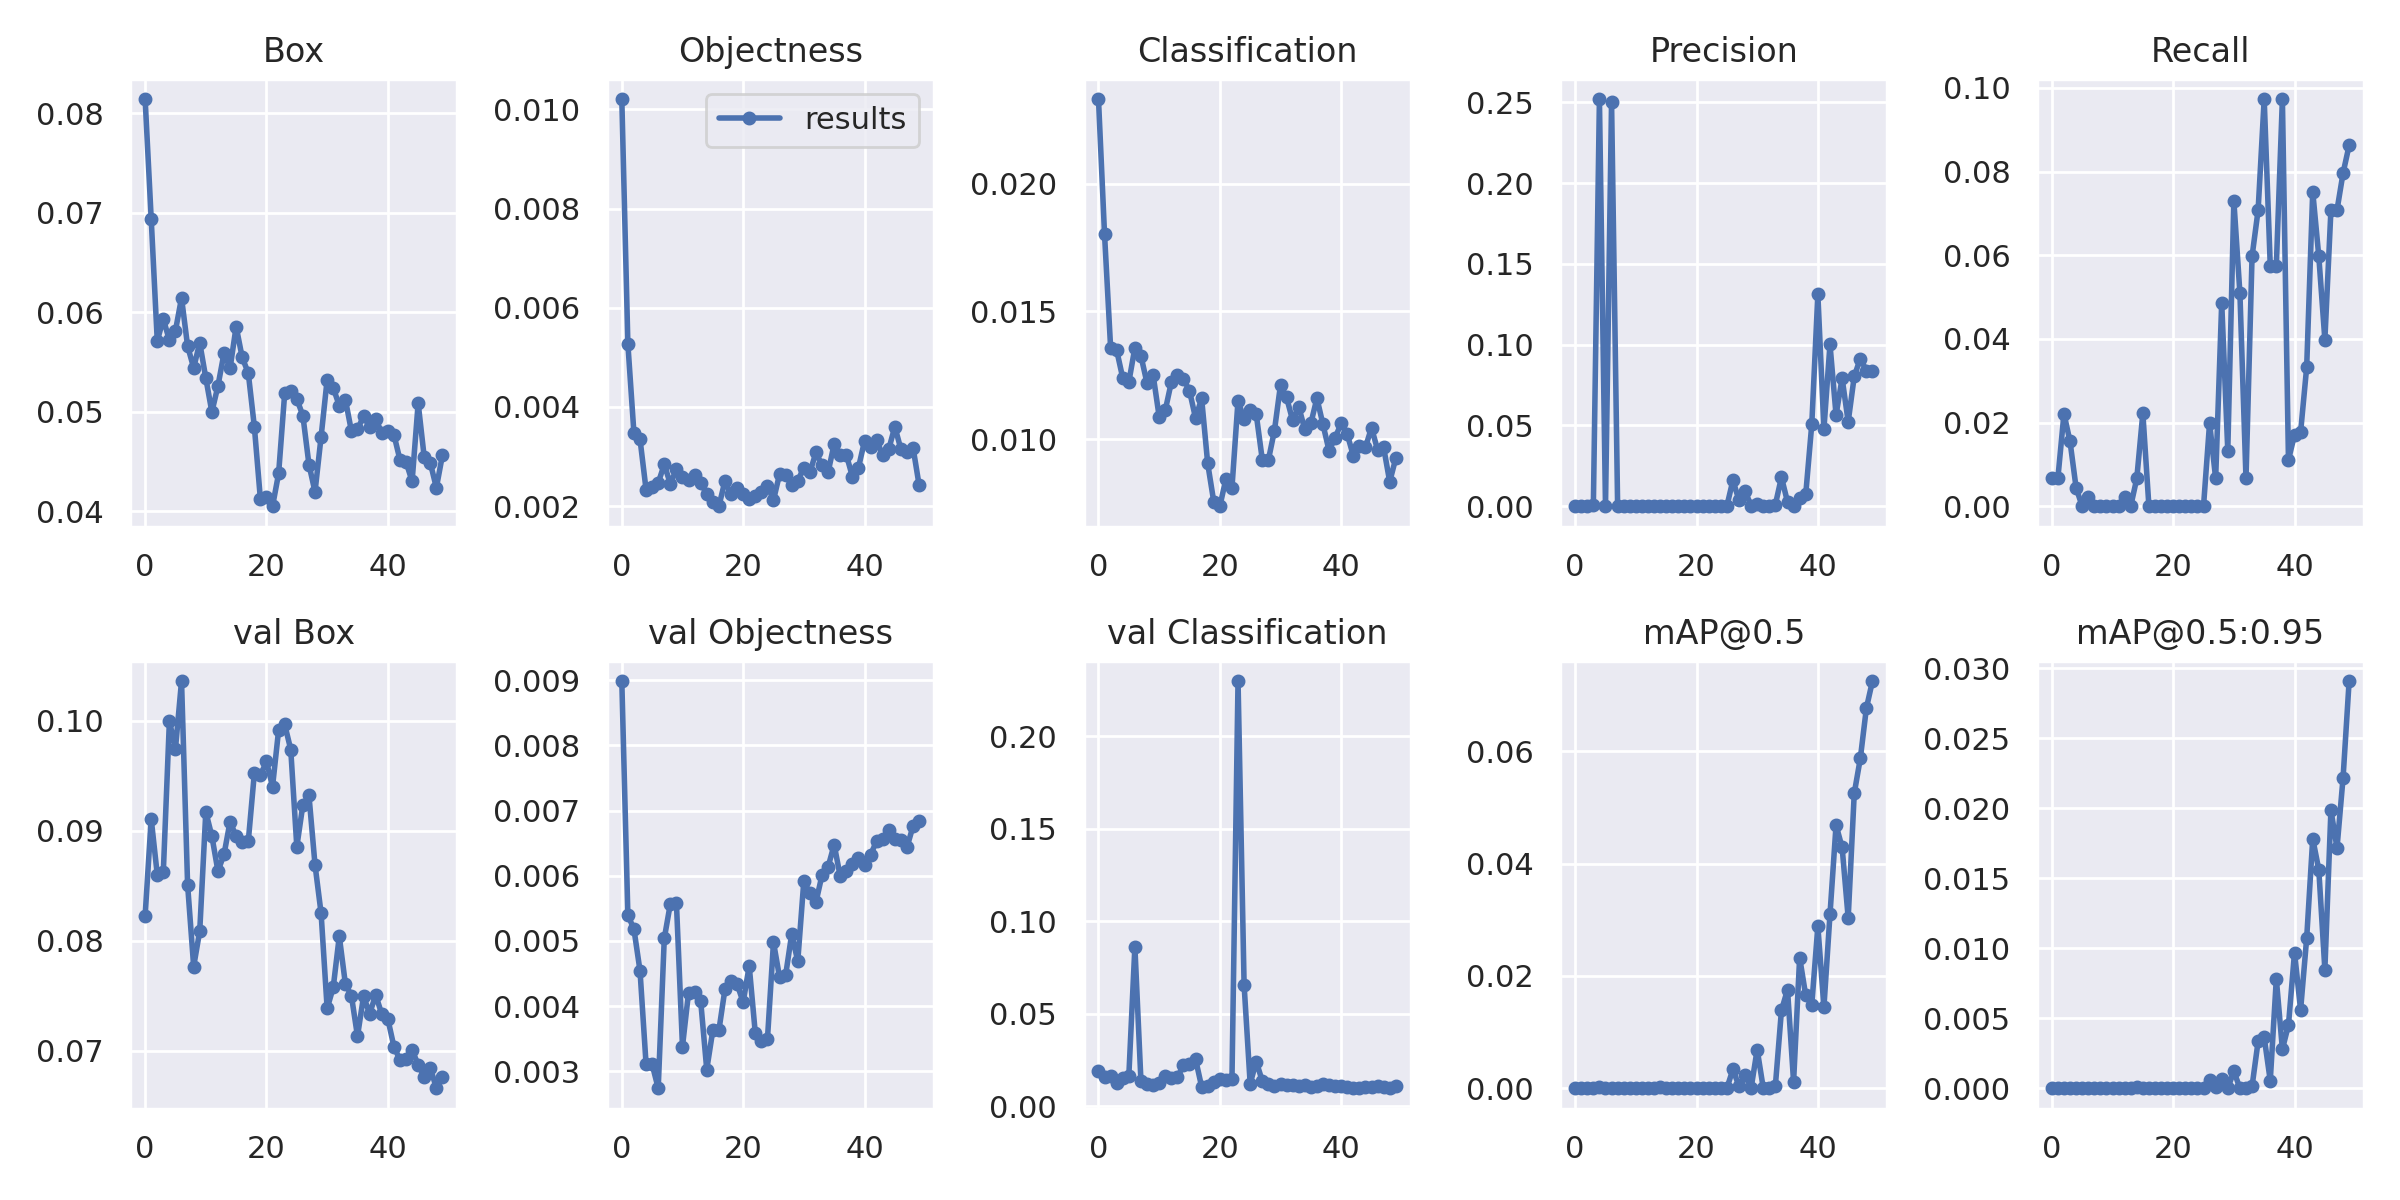 Box
Objectness
Classification
Precision
Recall
0.08
0.07
0.06
0.05
0.04
0 20 40
0.010
0.008
0.006
0.004
0.002
results
0 20 40
0.020
0.015
0.010
0 20 40
0.25
0.20
0.15
0.10
0.05
0.00
0 20 40
0.10
0.08
0.06
0.04
0.02
0.00
0 20 40
val Box
val Objectness
val Classification
mAP@0.5
mAP@0.5:0.95
0.10
0.09
0.08
0.07
0 20 40
0.009
0.008
0.007
0.006
0.005
0.004
0.003
0 20 40
0.20
0.15
0.10
0.05
0.00
0 20 40
0.06
0.04
0.02
0.00
0 20 40
0.030
0.025
0.020
0.015
0.010
0.005
0.000
0 20 40